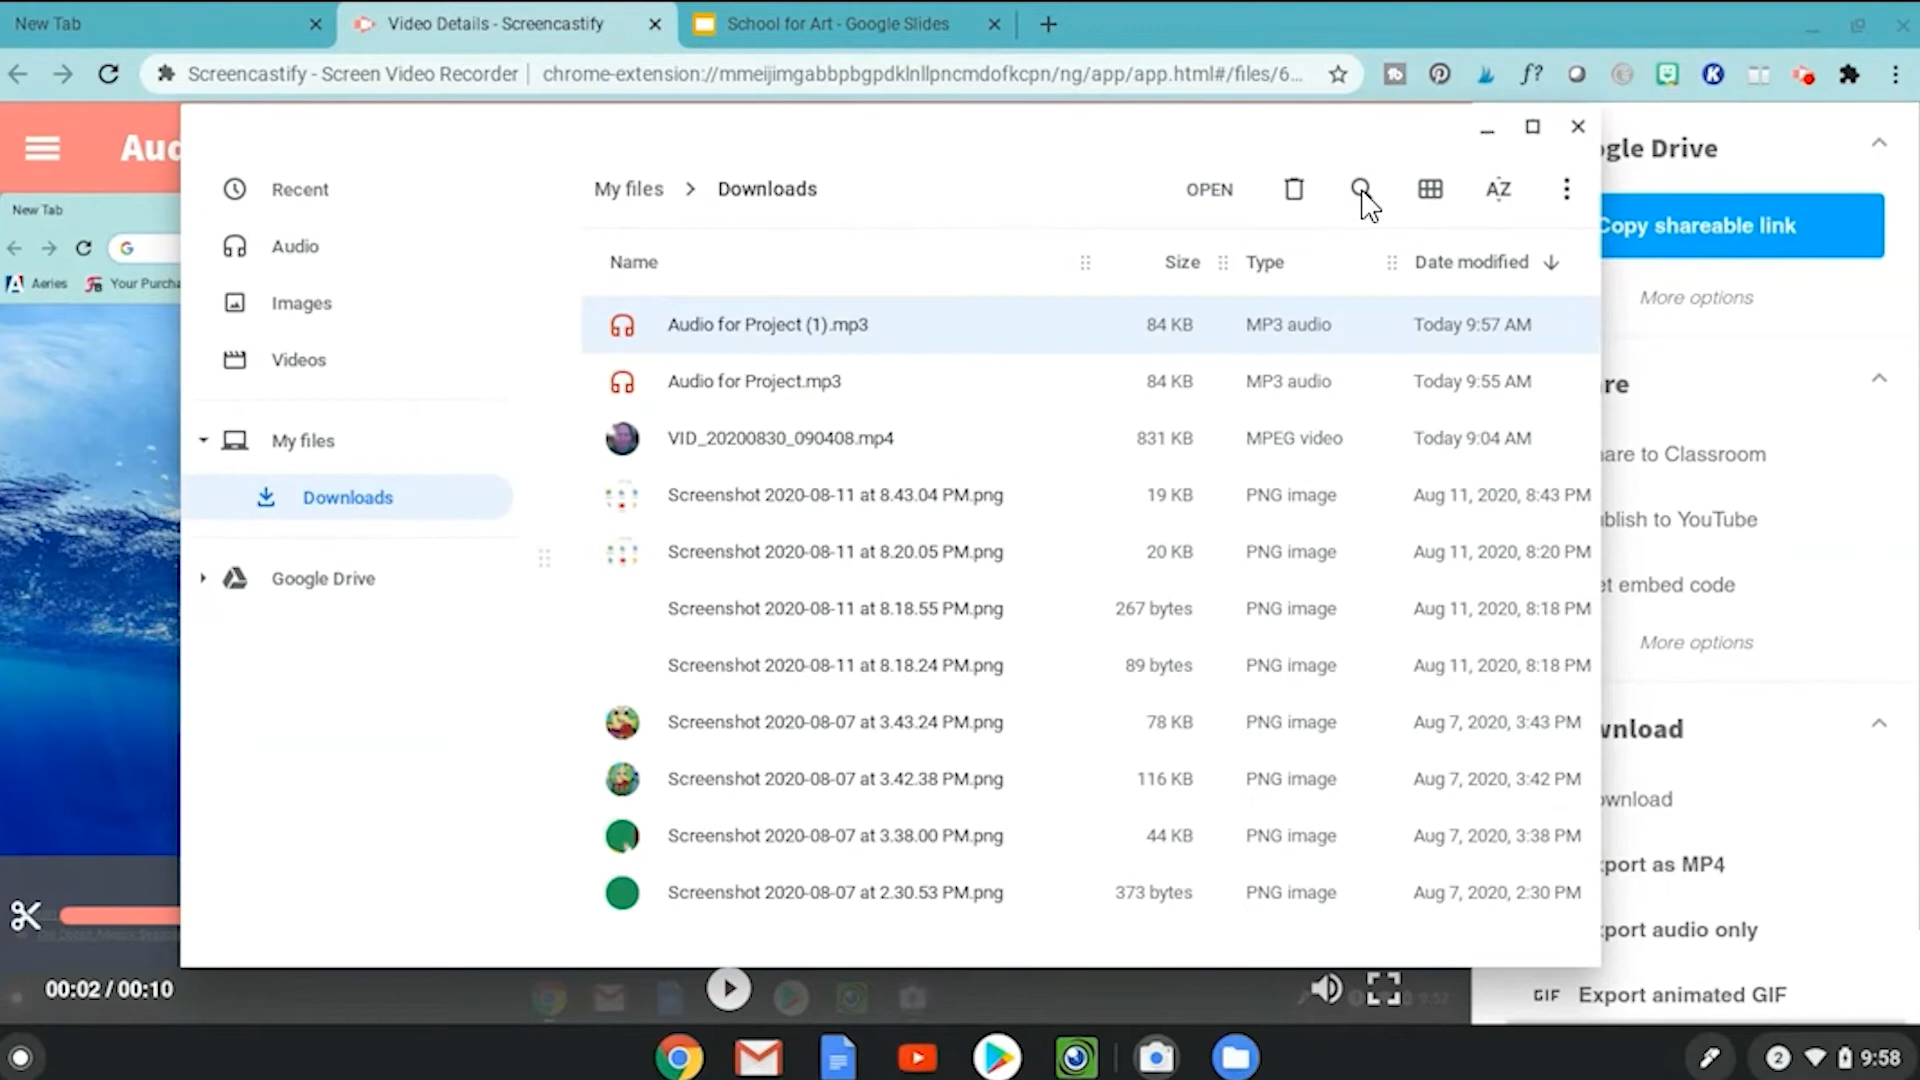 New Tab
Video Details - Screencastify
School for Art - Google Slides
Screencastify - Screen Video Recorder
chrome-extension://mmeijimgabbpbgpdklnllpncmdofkcpn/ng/app/app.html#/files/6...
f?
K
Aud
New Tab
G
Aeries
Your Purcha
Recent
Audio
Images
Videos
My files
Downloads
Google Drive
My files > Downloads
OPEN
AZ
Name Size Type Date modified
Audio for Project (1).mp3 84 KB MP3 audio Today 9:57 AM
Audio for Project.mp3 84 KB MP3 audio Today 9:55 AM
VID_20200830_090408.mp4 831 KB MPEG video Today 9:04 AM
Screenshot 2020-08-11 at 8.43.04 PM.png 19 KB PNG image Aug 11, 2020, 8:43 PM
Screenshot 2020-08-11 at 8.20.05 PM.png 20 KB PNG image Aug 11, 2020, 8:20 PM
Screenshot 2020-08-11 at 8.18.55 PM.png 267 bytes PNG image Aug 11, 2020, 8:18 PM
Screenshot 2020-08-11 at 8.18.24 PM.png 89 bytes PNG image Aug 11, 2020, 8:18 PM
Screenshot 2020-08-07 at 3.43.24 PM.png 78 KB PNG image Aug 7, 2020, 3:43 PM
Screenshot 2020-08-07 at 3.42.38 PM.png 116 KB PNG image Aug 7, 2020, 3:42 PM
Screenshot 2020-08-07 at 3.38.00 PM.png 44 KB PNG image Aug 7, 2020, 3:38 PM
Screenshot 2020-08-07 at 2.30.53 PM.png 373 bytes PNG image Aug 7, 2020, 2:30 PM
ogle Drive
Copy shareable link
More options
re
are to Classroom
blish to YouTube
t embed code
More options
wnload
ownload
port as MP4
port audio only
GIF Export animated GIF
00:02 / 00:10
2
9:58